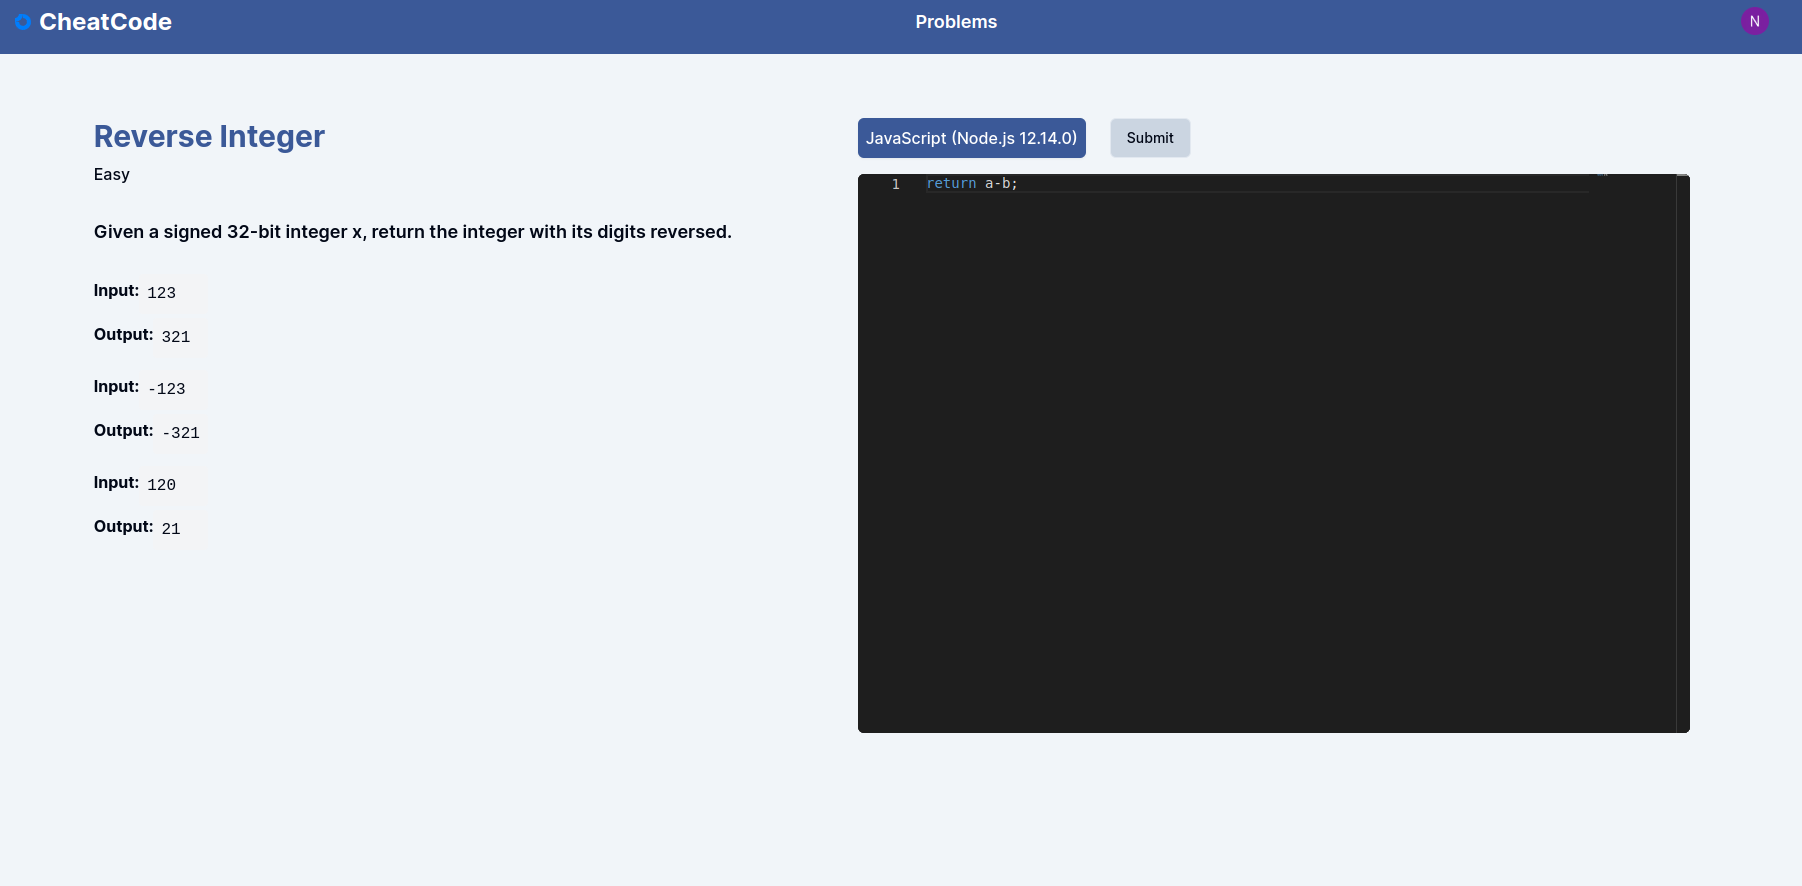 CheatCode
Problems
N
Reverse Integer
Easy
Given a signed 32-bit integer x, return the integer with its digits reversed.
Input: 123
Output: 321
Input: -123
Output: -321
Input: 120
Output: 21
JavaScript (Node.js 12.14.0)
Submit
1 return a-b;